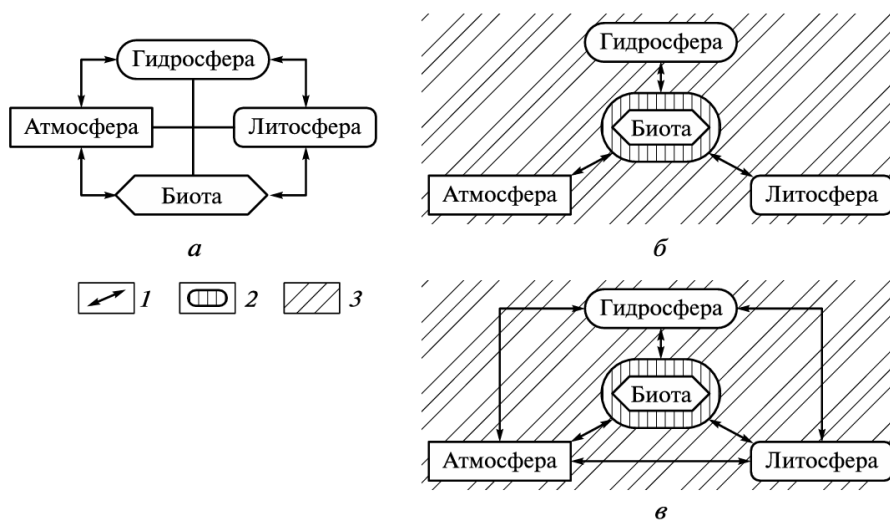 Гидросфера
Атмосфера
Литосфера
Биота
а
1
2
3
Гидросфера
Биота
Атмосфера
Литосфера
б
Гидросфера
Биота
Атмосфера
Литосфера
в